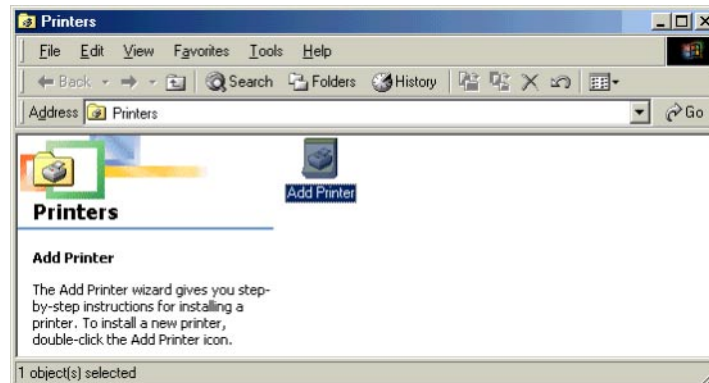 Printers
File Edit View Favorites Tools Help
Back Search Folders History
Address Printers Go
Add Printer
Printers
Add Printer
The Add Printer wizard gives you step-
by-step instructions for installing a
printer. To install a new printer,
double-click the Add Printer icon.
1 object(s) selected